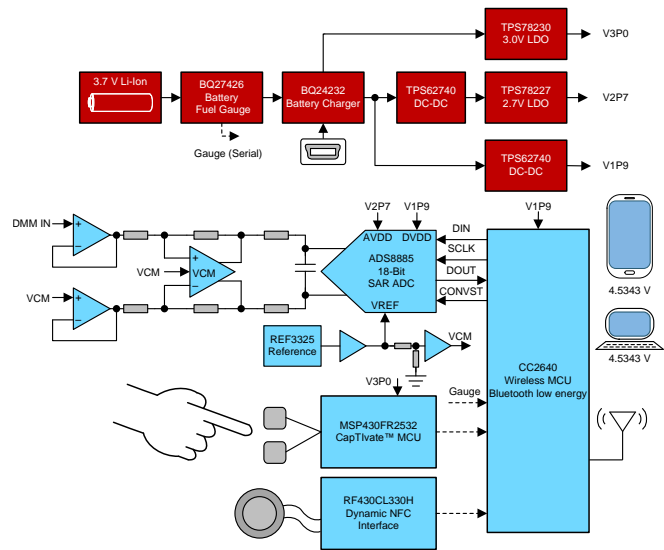 TPS78230
3.0V LDO
V3P0
3.7 V Li-Ion
BQ27426
Battery
Fuel Gauge
BQ24232
Battery Charger
TPS62740
DC-DC
TPS78227
2.7V LDO
V2P7
Gauge (Serial)
TPS62740
DC-DC
V1P9
DMM IN
+
−
VCM
VCM
+
−
VCM
+
−
V2P7
V1P9
AVDD
DVDD
ADS8885
18-Bit
SAR ADC
VREF
DIN
SCLK
DOUT
CONVST
V1P9
4.5343 V
4.5343 V
REF3325
Reference
VCM
CC2640
Wireless MCU
Bluetooth low energy
V3P0
Gauge
MSP430FR2532
CapTIvate™ MCU
RF430CL330H
Dynamic NFC
Interface